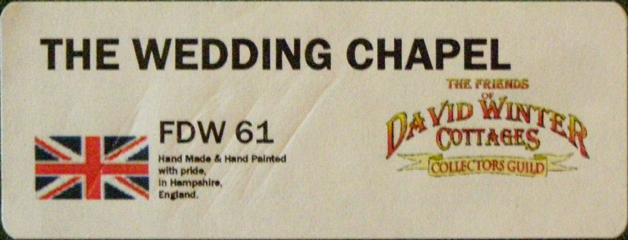 THE WEDDING CHAPEL
THE FRIENDS
OF
DAVID WINTER
COTTAGES
COLLECTORS GUILD
FDW 61
Hand Made & Hand Painted
with pride,
in Hampshire,
England.